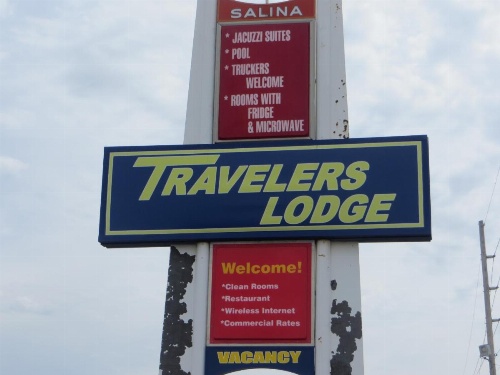 SALINA
* JACUZZI SUITES
* POOL
* TRUCKERS
WELCOME
* ROOMS WITH
FRIDGE
& MICROWAVE
TRAVELERS
LODGE
Welcome!
*Clean Rooms
*Restaurant
*Wireless Internet
*Commercial Rates
VACANCY